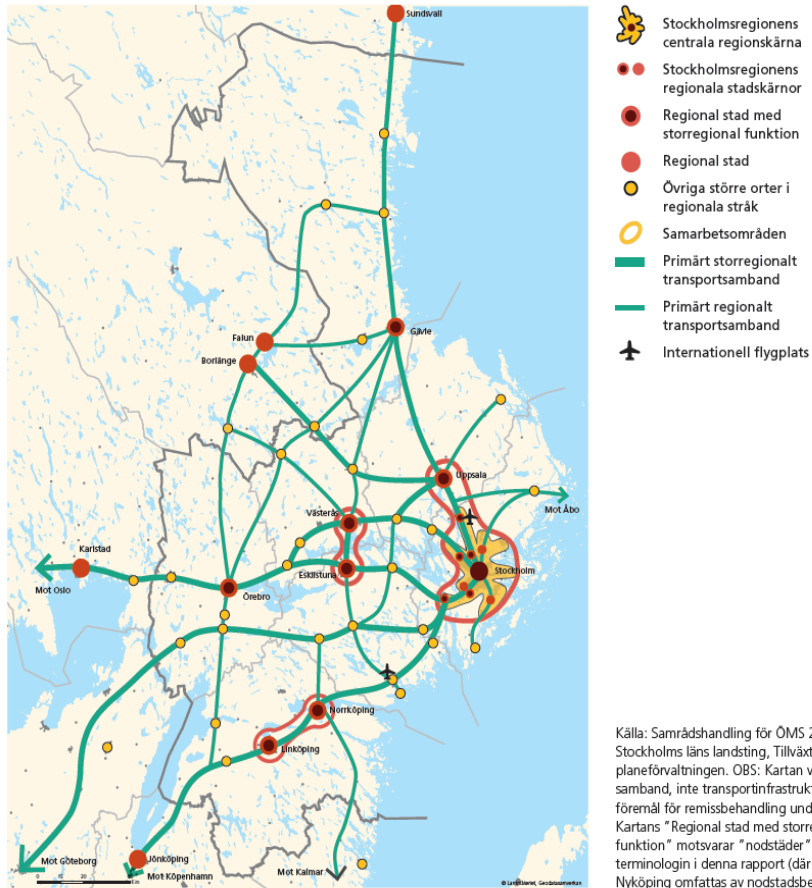 Sundsvall
Gävle
Falun
Borlänge
Uppsala
Mot Åbo
Västerås
Karlstad
Eskilstuna
Stockholm
Mot Oslo
Örebro
Norrköping
Linköping
Mot Göteborg
Jönköping
Mot Köpenhamn
Mot Kalmar
© Lantmäteriet, Geodatasamverkan
Stockholmsregionens
centrala regionskärna
Stockholmsregionens
regionala stadskärnor
Regional stad med
storregional funktion
Regional stad
Övriga större orter i
regionala stråk
Samarbetsområden
Primärt storregionalt
transportsamband
Primärt regionalt
transportsamband
Internationell flygplats
Källa: Samrådshandling för ÖMS 2
Stockholms läns landsting, Tillväxt
planeförvaltningen. OBS: Kartan v
samband, inte transportinfrastrukt
föremål för remissbehandling und
Kartans "Regional stad med storre
funktion" motsvarar "nodstäder"
terminologin i denna rapport (där
Nyköping omfattas av nodstadsbe